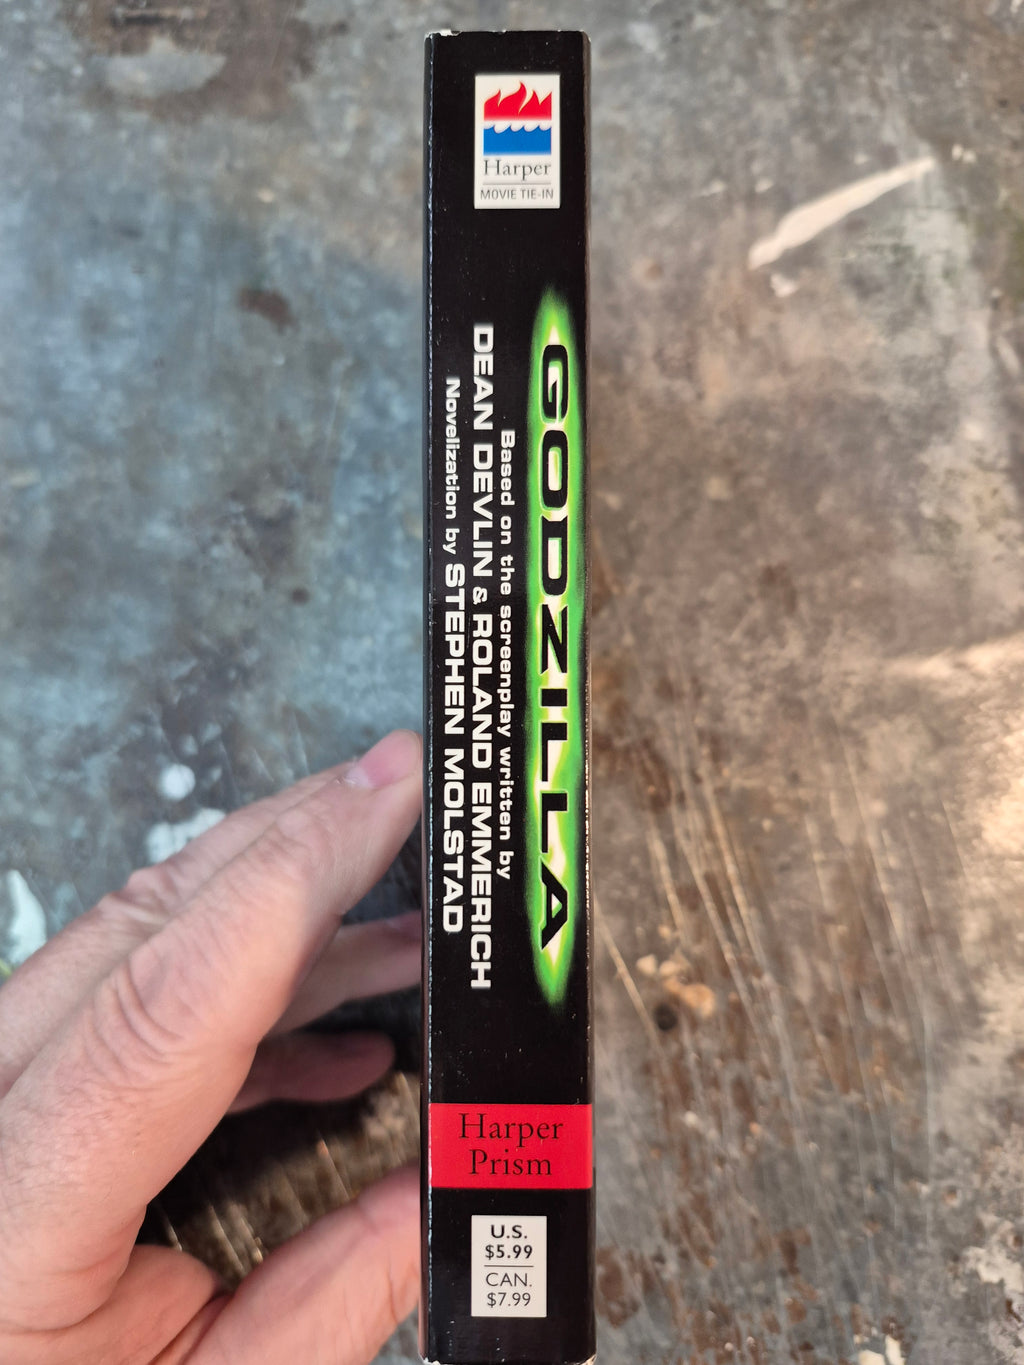 Harper
MOVIE TIE-IN
GODZILLA
Based on the screenplay written by
DEAN DEVLIN & ROLAND EMMERICH
Novelization by STEPHEN MOLSTAD
Harper
Prism
U.S.
$5.99
CAN.
$7.99